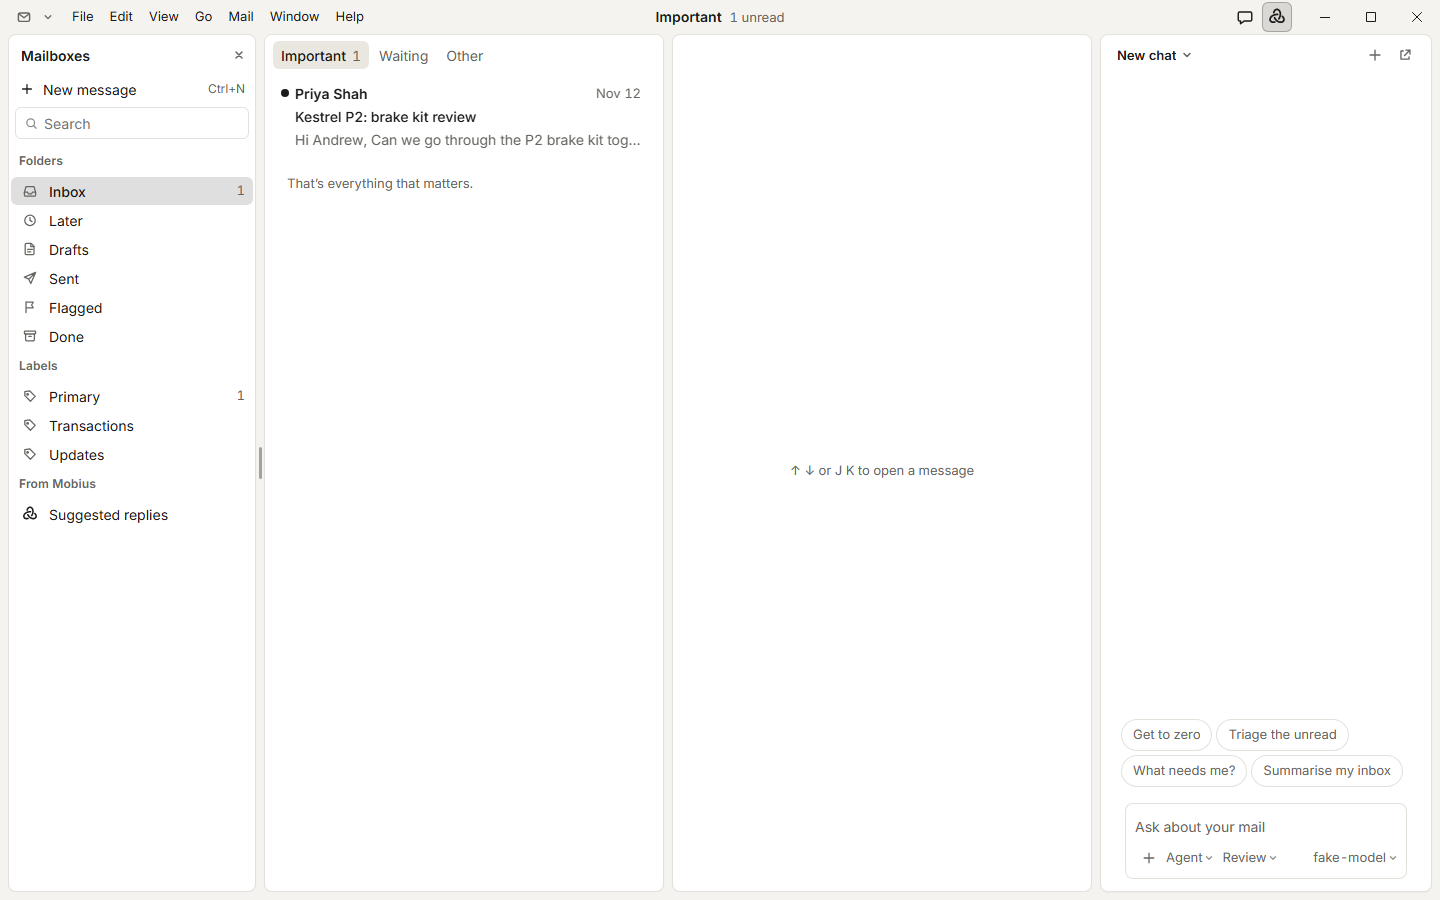 File Edit View Go Mail Window Help
Important 1 unread
Mailboxes
New message Ctrl+N
Search
Folders
Inbox 1
Later
Drafts
Sent
Flagged
Done
Labels
Primary 1
Transactions
Updates
From Mobius
Suggested replies
Important 1 Waiting Other
Priya Shah Nov 12
Kestrel P2: brake kit review
Hi Andrew, Can we go through the P2 brake kit tog...
That's everything that matters.
↑ ↓ or J K to open a message
New chat
Get to zero Triage the unread
What needs me? Summarise my inbox
Ask about your mail
Agent Review fake-model